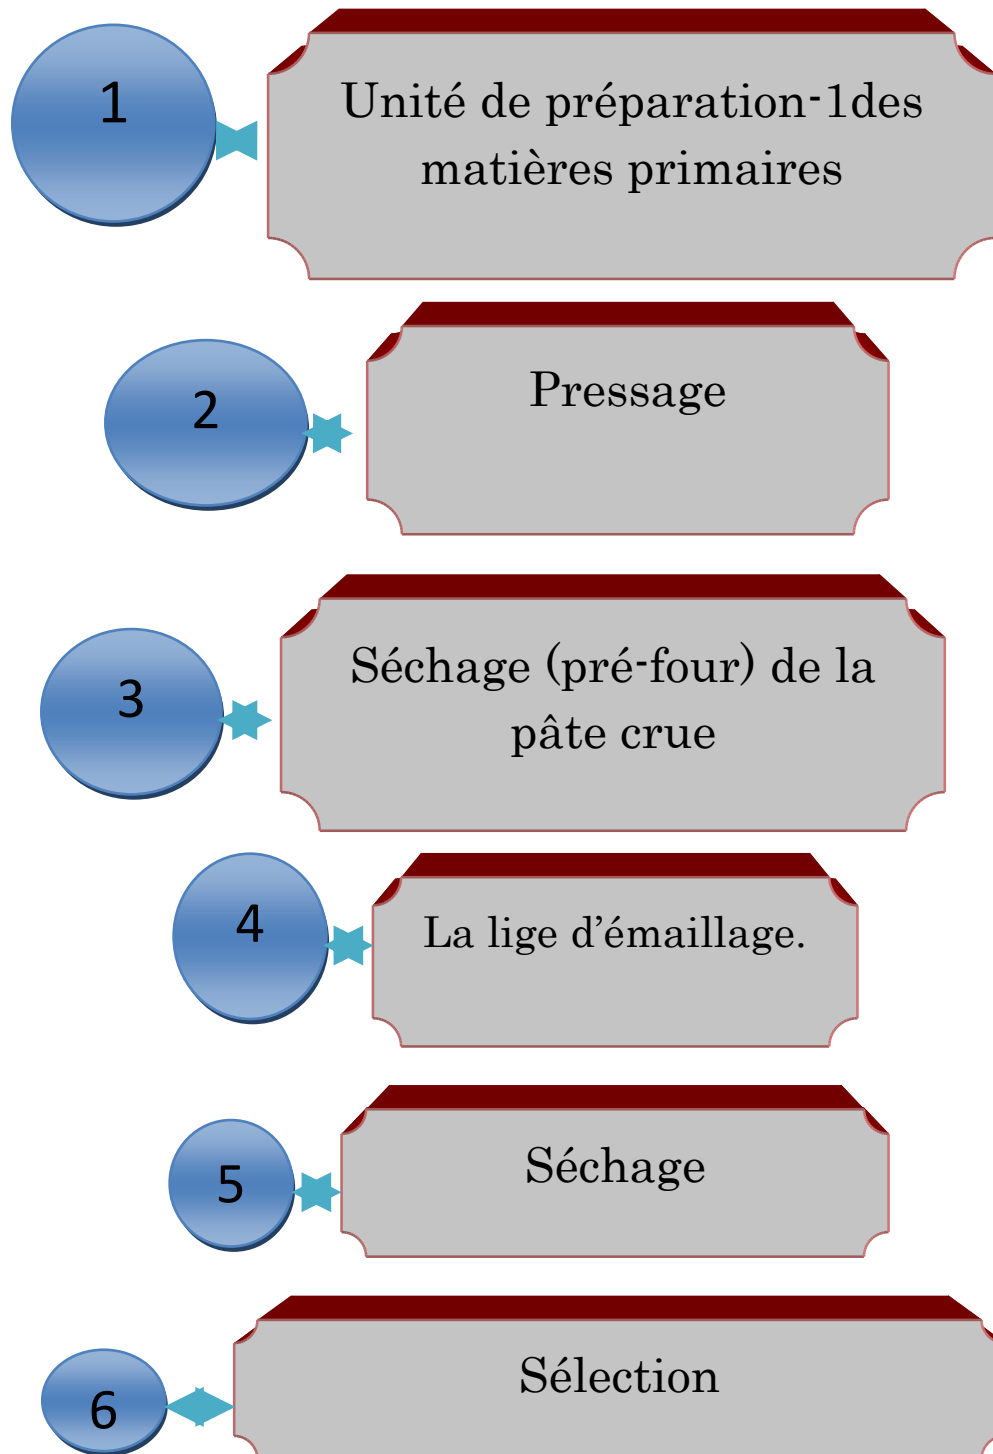 1
Unité de préparation-1des
matières primaires
2
Pressage
3
Séchage (pré-four) de la
pâte crue
4
La lige d’émaillage.
5
Séchage
6
Sélection